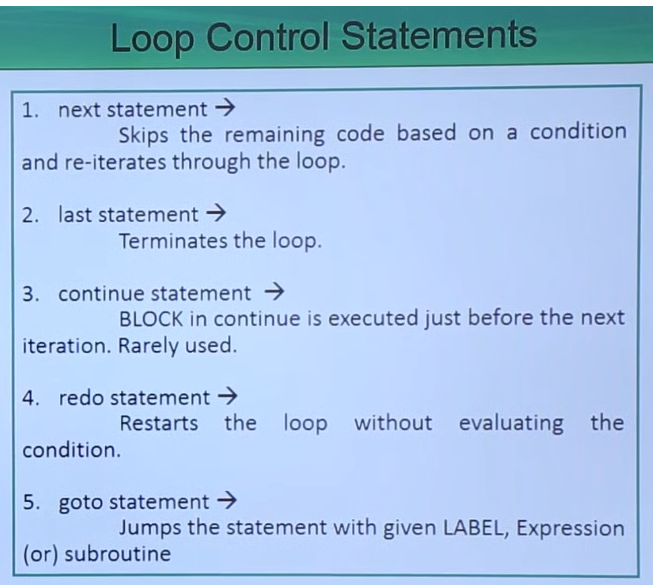 Loop Control Statements
1. next statement →
Skips the remaining code based on a condition
and re-iterates through the loop.
2. last statement →
Terminates the loop.
3. continue statement →
BLOCK in continue is executed just before the next
iteration. Rarely used.
4. redo statement →
Restarts the loop without evaluating the
condition.
5. goto statement →
Jumps the statement with given LABEL, Expression
(or) subroutine